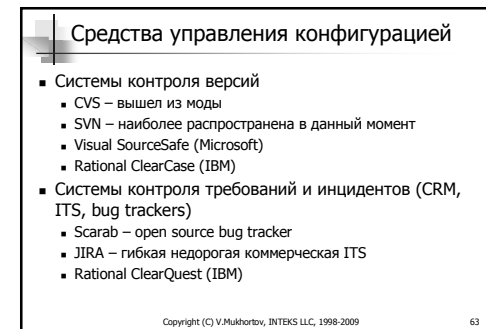 Средства управления конфигурацией
▪ Системы контроля версий
▪ CVS – вышел из моды
▪ SVN – наиболее распространена в данный момент
▪ Visual SourceSafe (Microsoft)
▪ Rational ClearCase (IBM)
▪ Системы контроля требований и инцидентов (CRM,
ITS, bug trackers)
▪ Scarab – open source bug tracker
▪ JIRA – гибкая недорогая коммерческая ITS
▪ Rational ClearQuest (IBM)
Copyright (C) V.Mukhortov, INTEKS LLC, 1998-2009 63